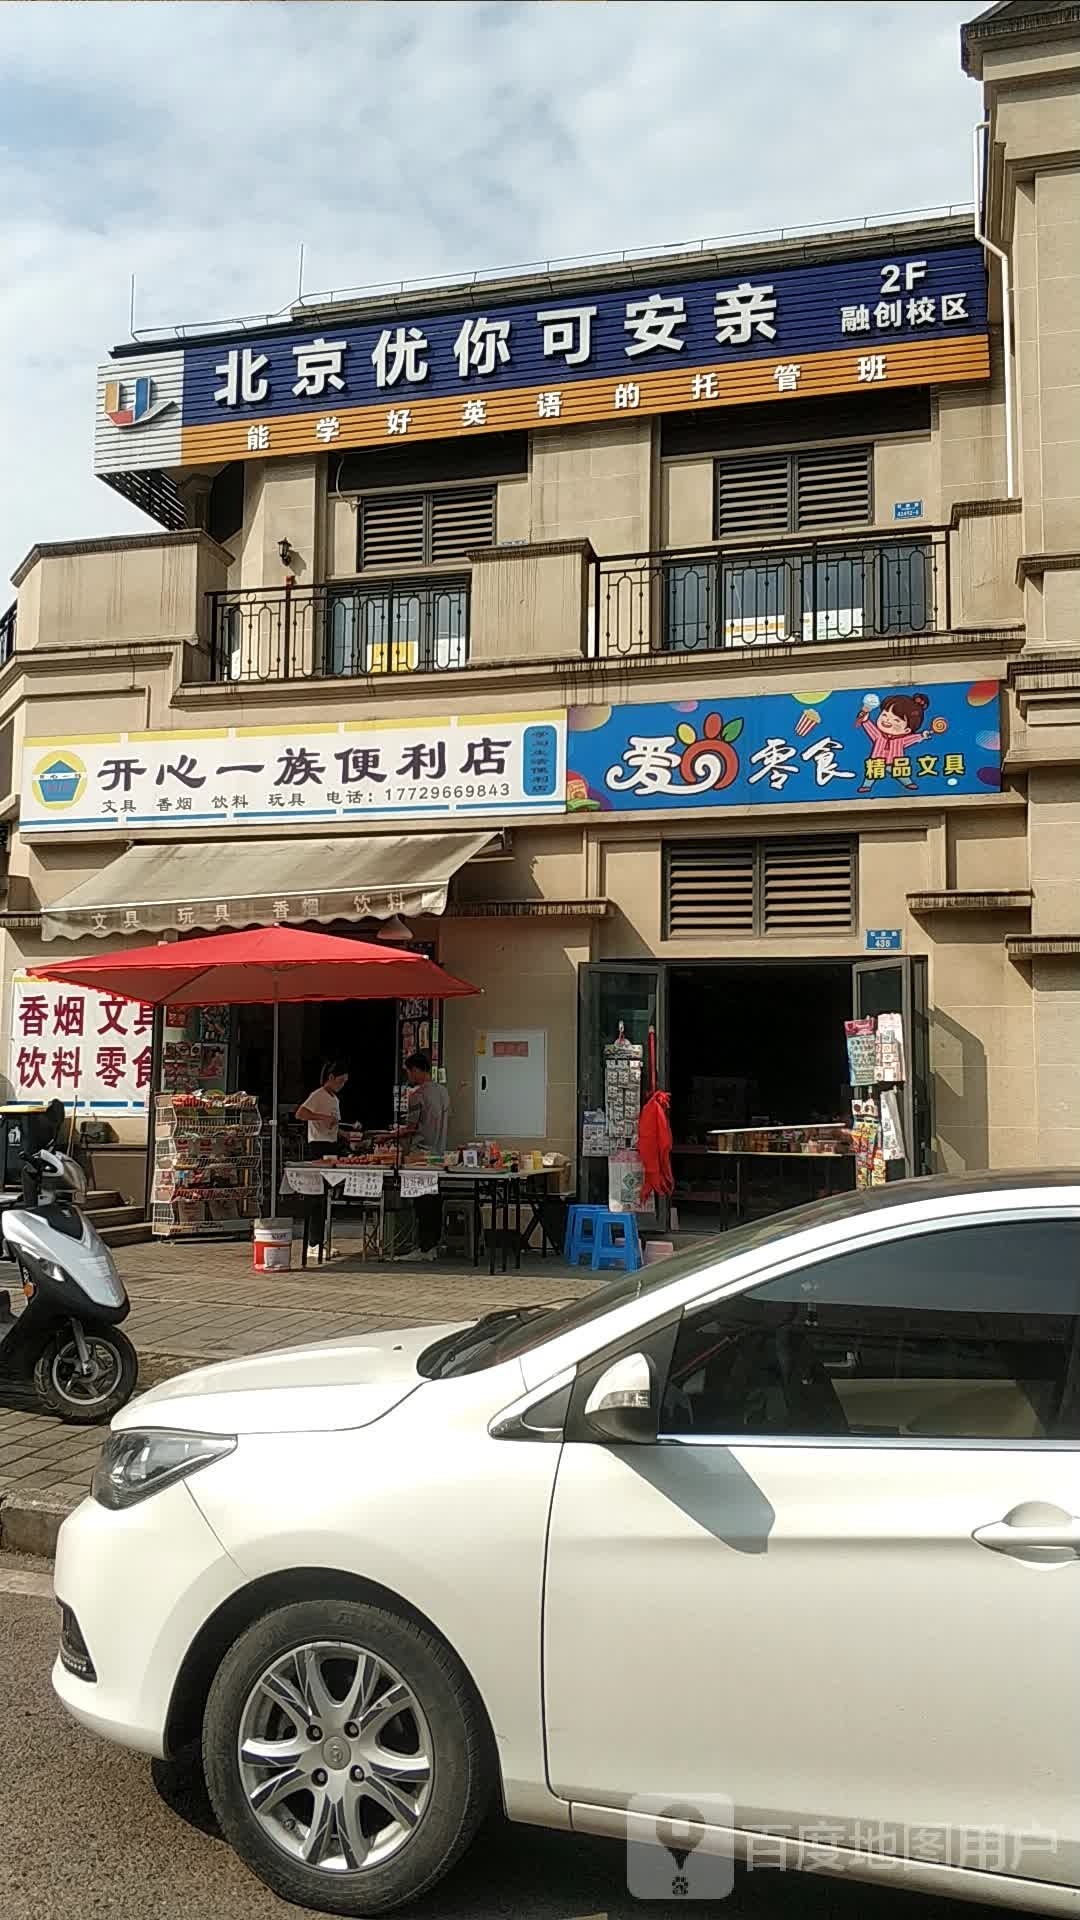 2F
北京优你可安亲
融创校区
能学好英语的托管班
开心一族便利店
文具 香烟 饮料 玩具 电话：17729669843
爱尚零食
精品文具
文具 玩具 香烟 饮料
438
香烟 文具
饮料 零食
百度地图用户